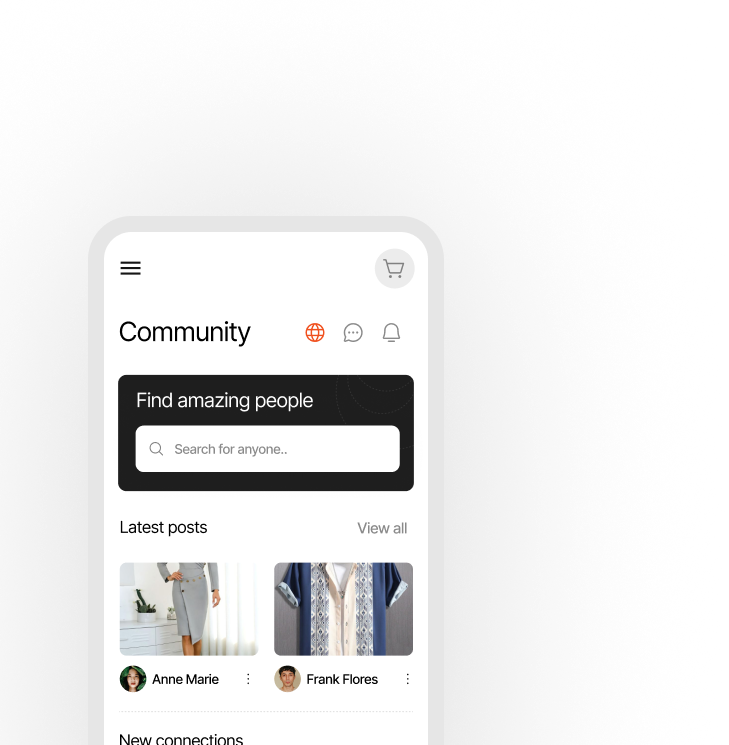 Community
Find amazing people
Search for anyone..
Latest posts
View all
Anne Marie
Frank Flores
New connections